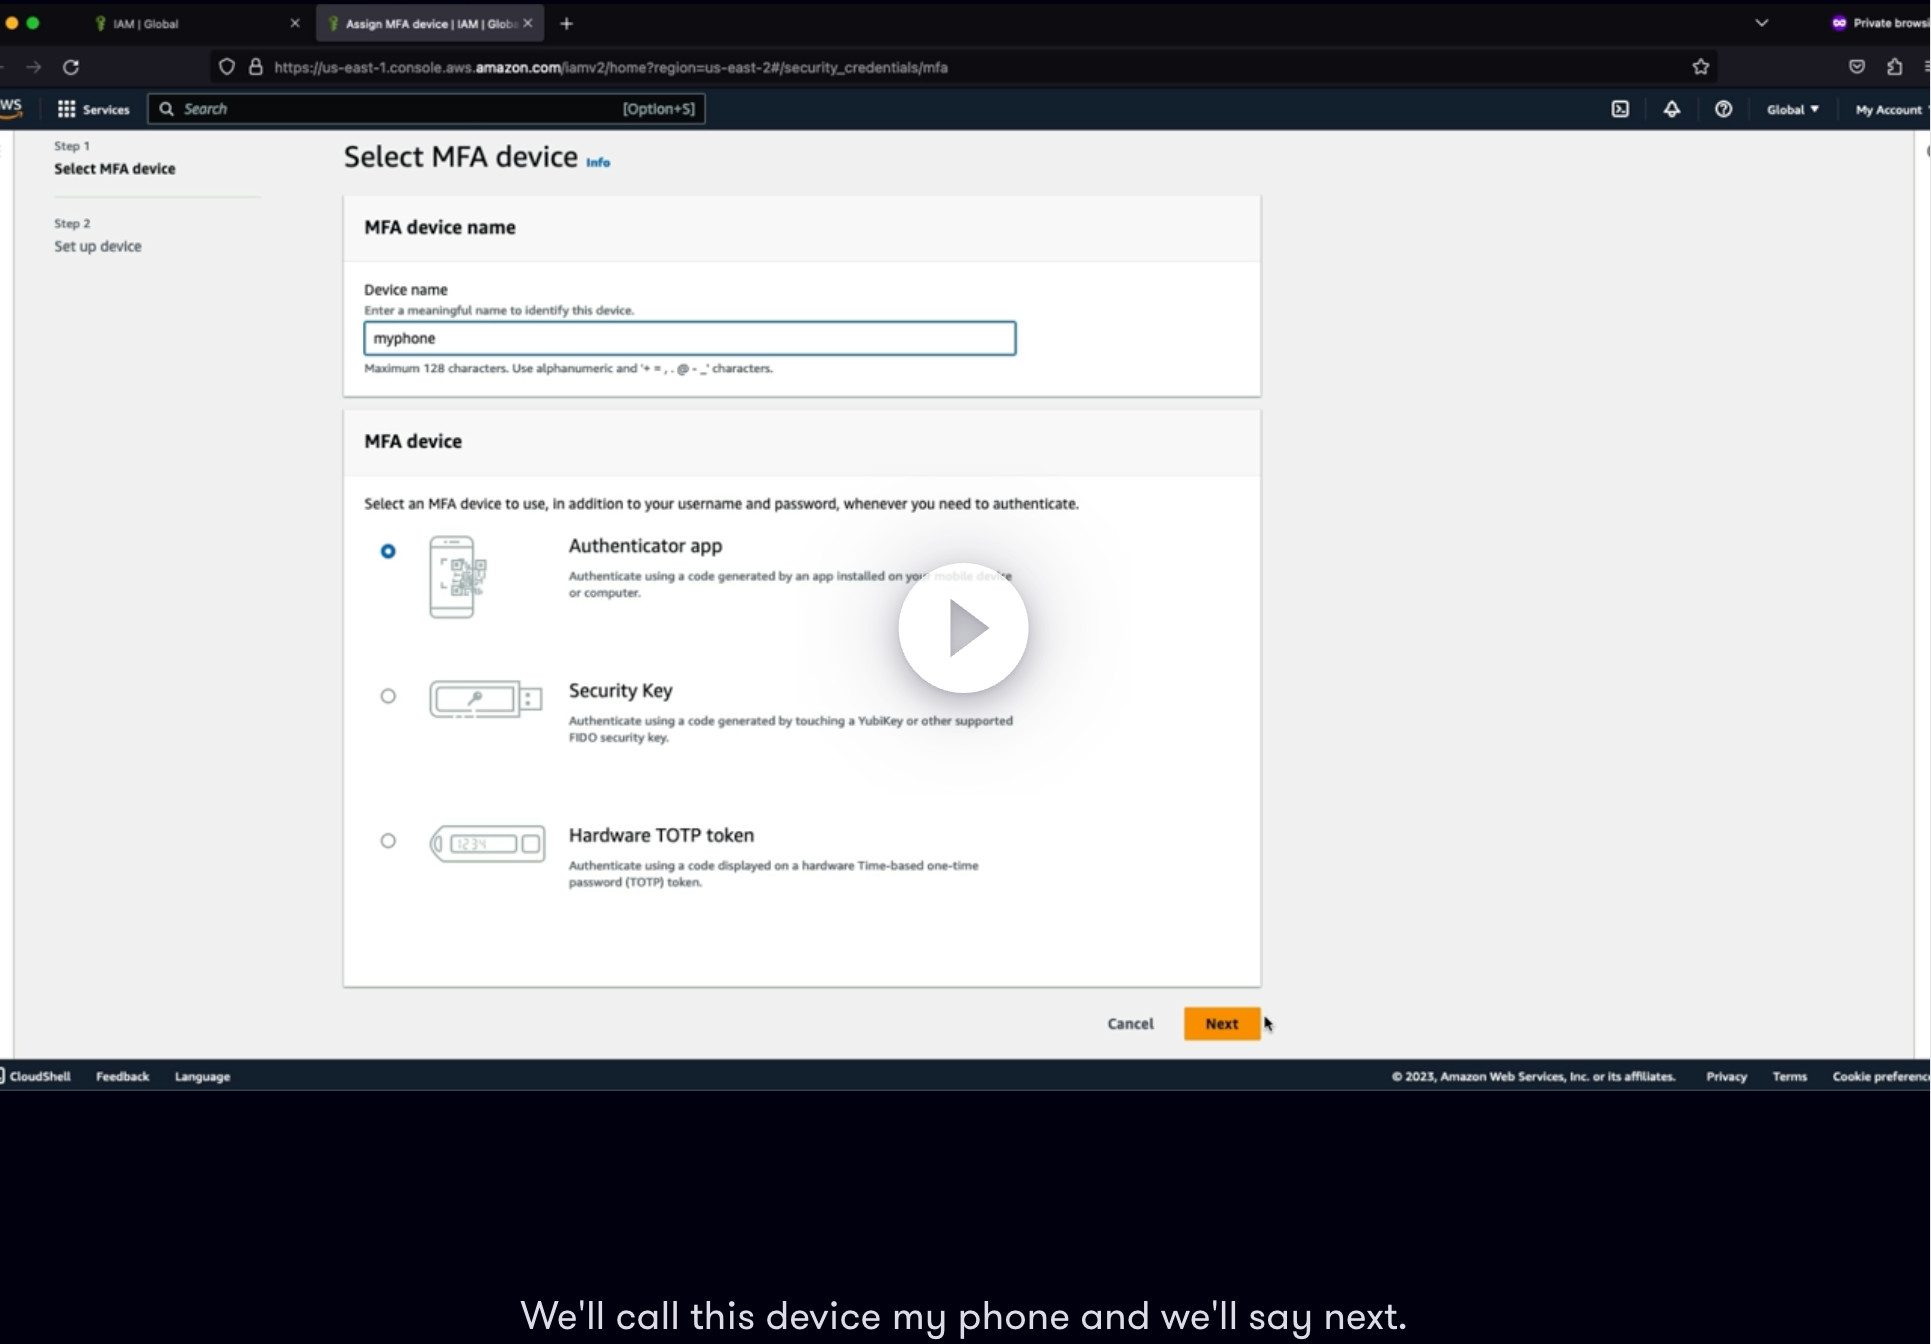 IAM | Global
Assign MFA device | IAM | Glob
Private brows
https://us-east-1.console.aws.amazon.com/iamv2/home?region=us-east-2#/security_credentials/mfa
Services
Search
[Option+S]
Global
My Account
Step 1
Select MFA device
Step 2
Set up device
Select MFA device Info
MFA device name
Device name
Enter a meaningful name to identify this device.
myphone
Maximum 128 characters. Use alphanumeric and '+ = , . @ - _' characters.
MFA device
Select an MFA device to use, in addition to your username and password, whenever you need to authenticate.
Authenticator app
Authenticate using a code generated by an app installed on your mobile device
or computer.
Security Key
Authenticate using a code generated by touching a YubiKey or other supported
FIDO security key.
1234
Hardware TOTP token
Authenticate using a code displayed on a hardware Time-based one-time
password (TOTP) token.
Cancel
Next
CloudShell
Feedback
Language
© 2023, Amazon Web Services, Inc. or its affiliates.
Privacy
Terms
Cookie preferenc
We'll call this device my phone and we'll say next.